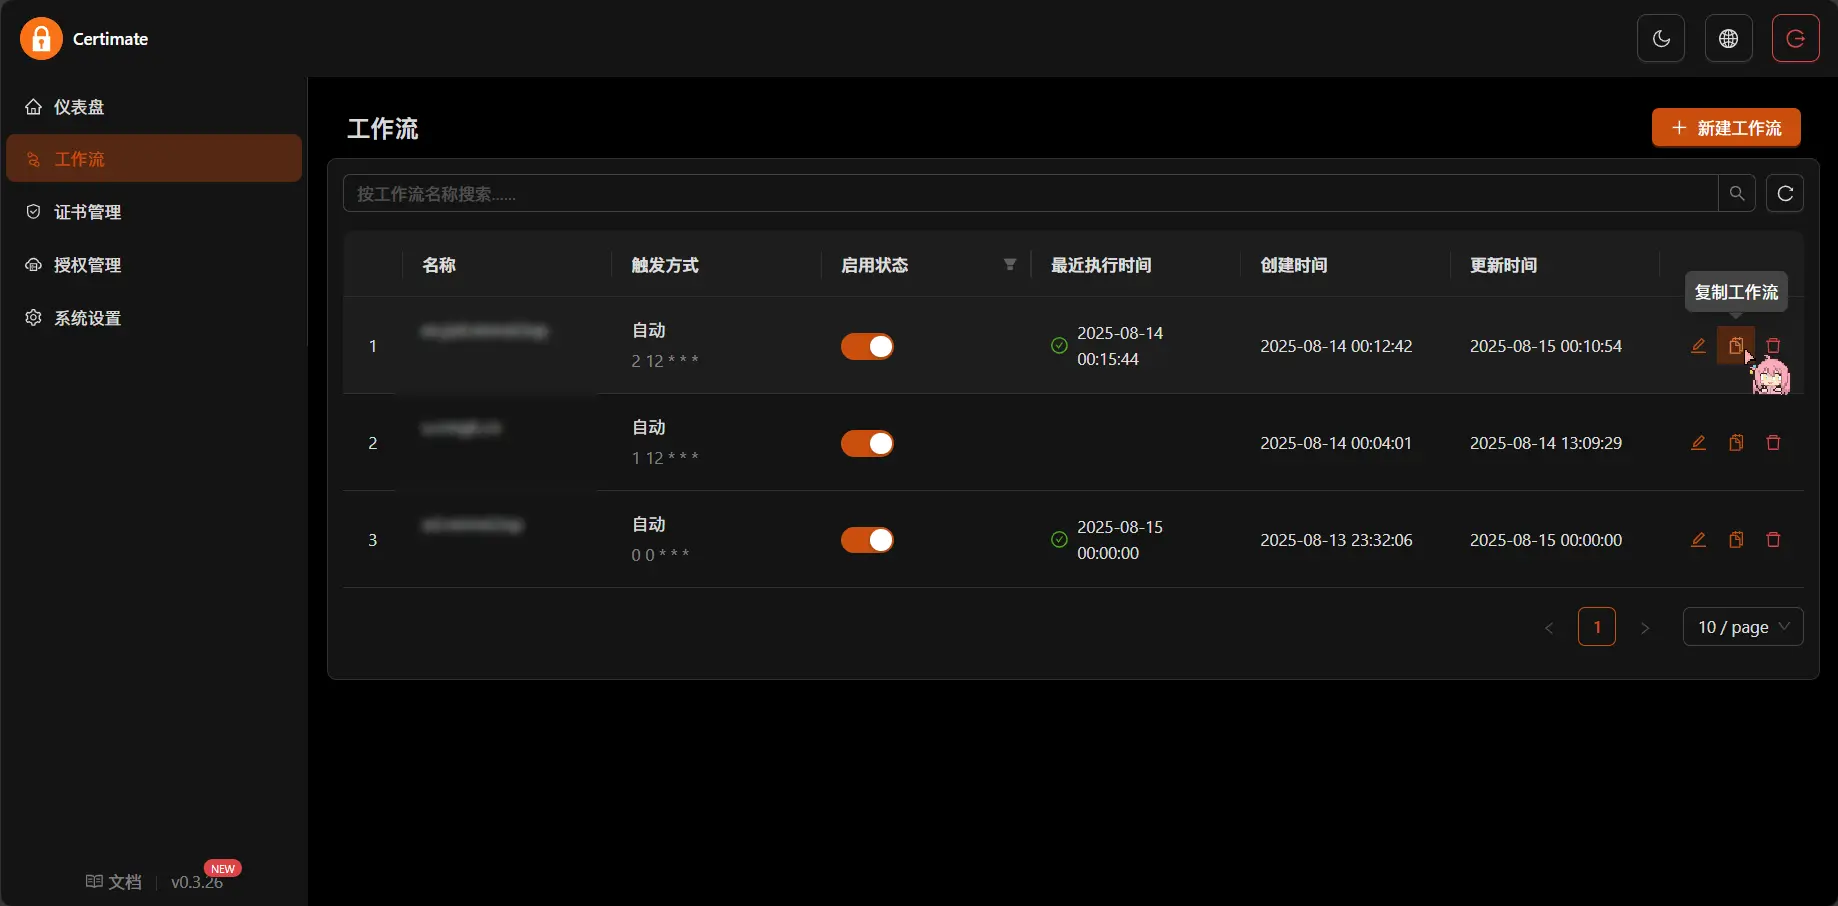 Certimate
仪表盘
工作流
证书管理
授权管理
系统设置
工作流
新建工作流
按工作流名称搜索......
名称 触发方式 启用状态 最近执行时间 创建时间 更新时间
复制工作流
1 自动 2025-08-14 00:15:44 2025-08-14 00:12:42 2025-08-15 00:10:54
2 12 * * *
2 自动 2025-08-14 00:04:01 2025-08-14 13:09:29
1 12 * * *
3 自动 2025-08-15 00:00:00 2025-08-13 23:32:06 2025-08-15 00:00:00
0 0 * * *
1 10 / page
文档 v0.3.26 NEW